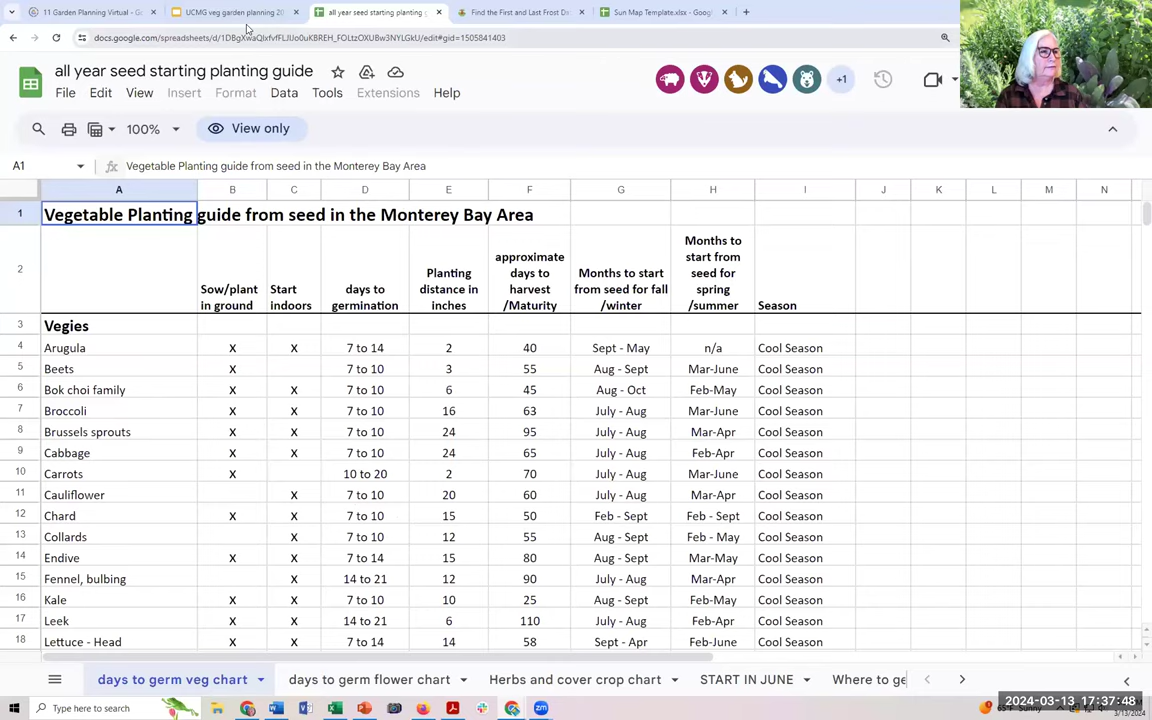 11 Garden Planning Virtual - Go
UCMG veg garden planning 20
all year seed starting planting
Find the First and Last Frost D
Sun Map Template.xlsx - Goog
docs.google.com/spreadsheets/d/
all year seed starting planting guide
File Edit View Insert Format Data Tools Extensions Help
+1
100% View only
A1 fx Vegetable Planting guide from seed in the Monterey Bay Area
A B C D E F G H I J K L M N
1 Vegetable Planting guide from seed in the Monterey Bay Area
2 Sow/plant in ground Start indoors days to germination Planting distance in inches approximate days to harvest /Maturity Months to start from seed for fall /winter Months to start from seed for spring /summer Season
3 Vegies
4 Arugula X X 7 to 14 2 40 Sept - May n/a Cool Season
5 Beets X 7 to 10 3 55 Aug - Sept Mar-June Cool Season
6 Bok choi family X X 7 to 10 6 45 Aug - Oct Feb-May Cool Season
7 Broccoli X X 7 to 10 16 63 July - Aug Mar-June Cool Season
8 Brussels sprouts X X 7 to 10 24 95 July - Aug Mar-Apr Cool Season
9 Cabbage X X 7 to 10 24 65 July - Aug Feb-Apr Cool Season
10 Carrots X 10 to 20 2 70 July - Aug Mar-June Cool Season
11 Cauliflower X 7 to 10 20 60 July - Aug Mar-Apr Cool Season
12 Chard X X 7 to 10 15 50 Feb - Sept Feb - Sept Cool Season
13 Collards X 7 to 10 12 55 Aug - Sept Feb - May Cool Season
14 Endive X X 7 to 14 15 80 Aug - Sept Mar-May Cool Season
15 Fennel, bulbing X 14 to 21 12 90 July - Aug Mar-Apr Cool Season
16 Kale X X 7 to 10 10 25 Aug - Sept Feb-May Cool Season
17 Leek X X 14 to 21 6 110 July - Aug Feb-Apr Cool Season
18 Lettuce - Head X X 7 to 14 14 58 Sept - Apr Feb-June Cool Season
days to germ veg chart days to germ flower chart Herbs and cover crop chart START IN JUNE Where to ge
Type here to search
Sunny
2024-03-13 17:37:48
3/13/2024